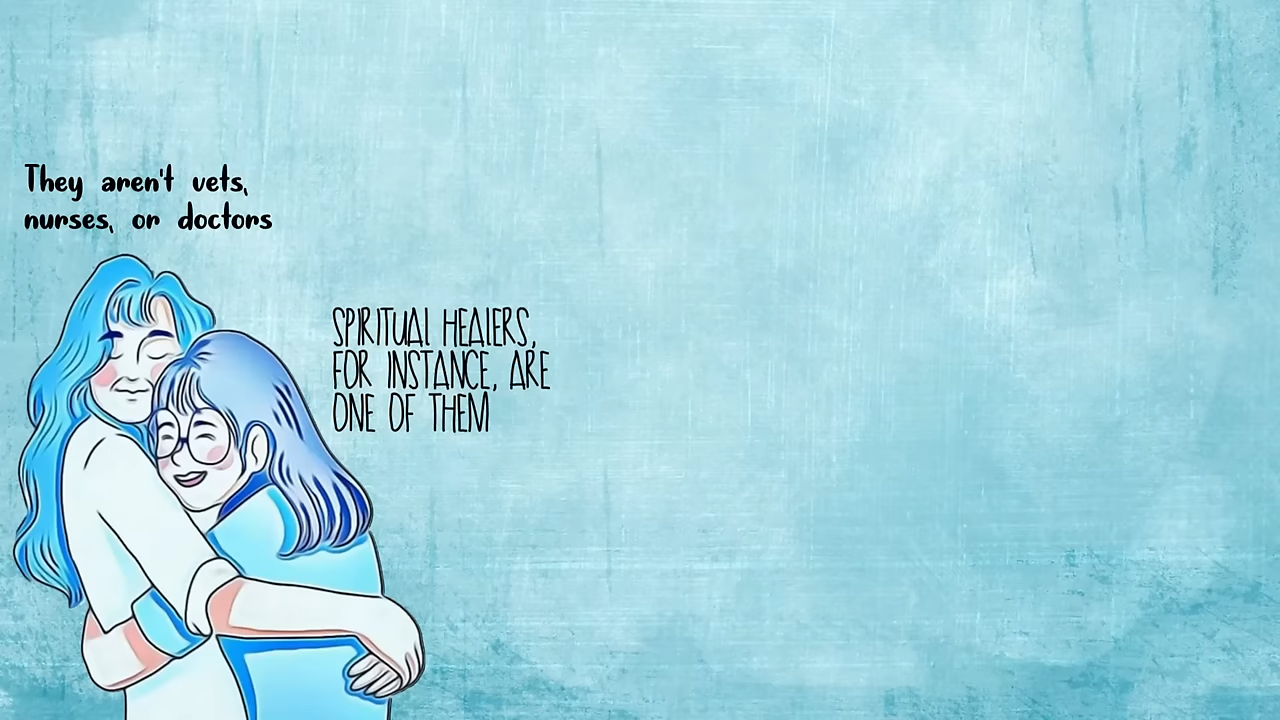 They aren't vets,
nurses, or doctors
SPIRITUAL HEALERS,
FOR INSTANCE, ARE
ONE OF THEM